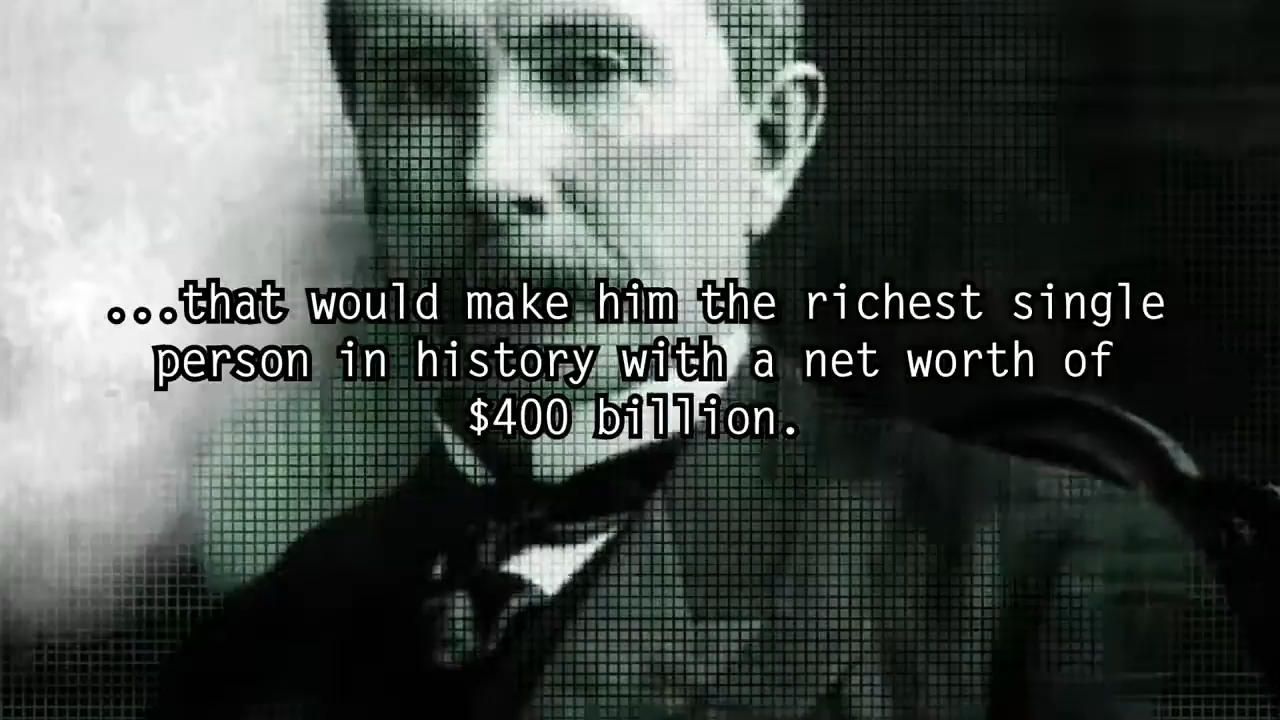 ...that would make him the richest single
person in history with a net worth of
$400 billion.